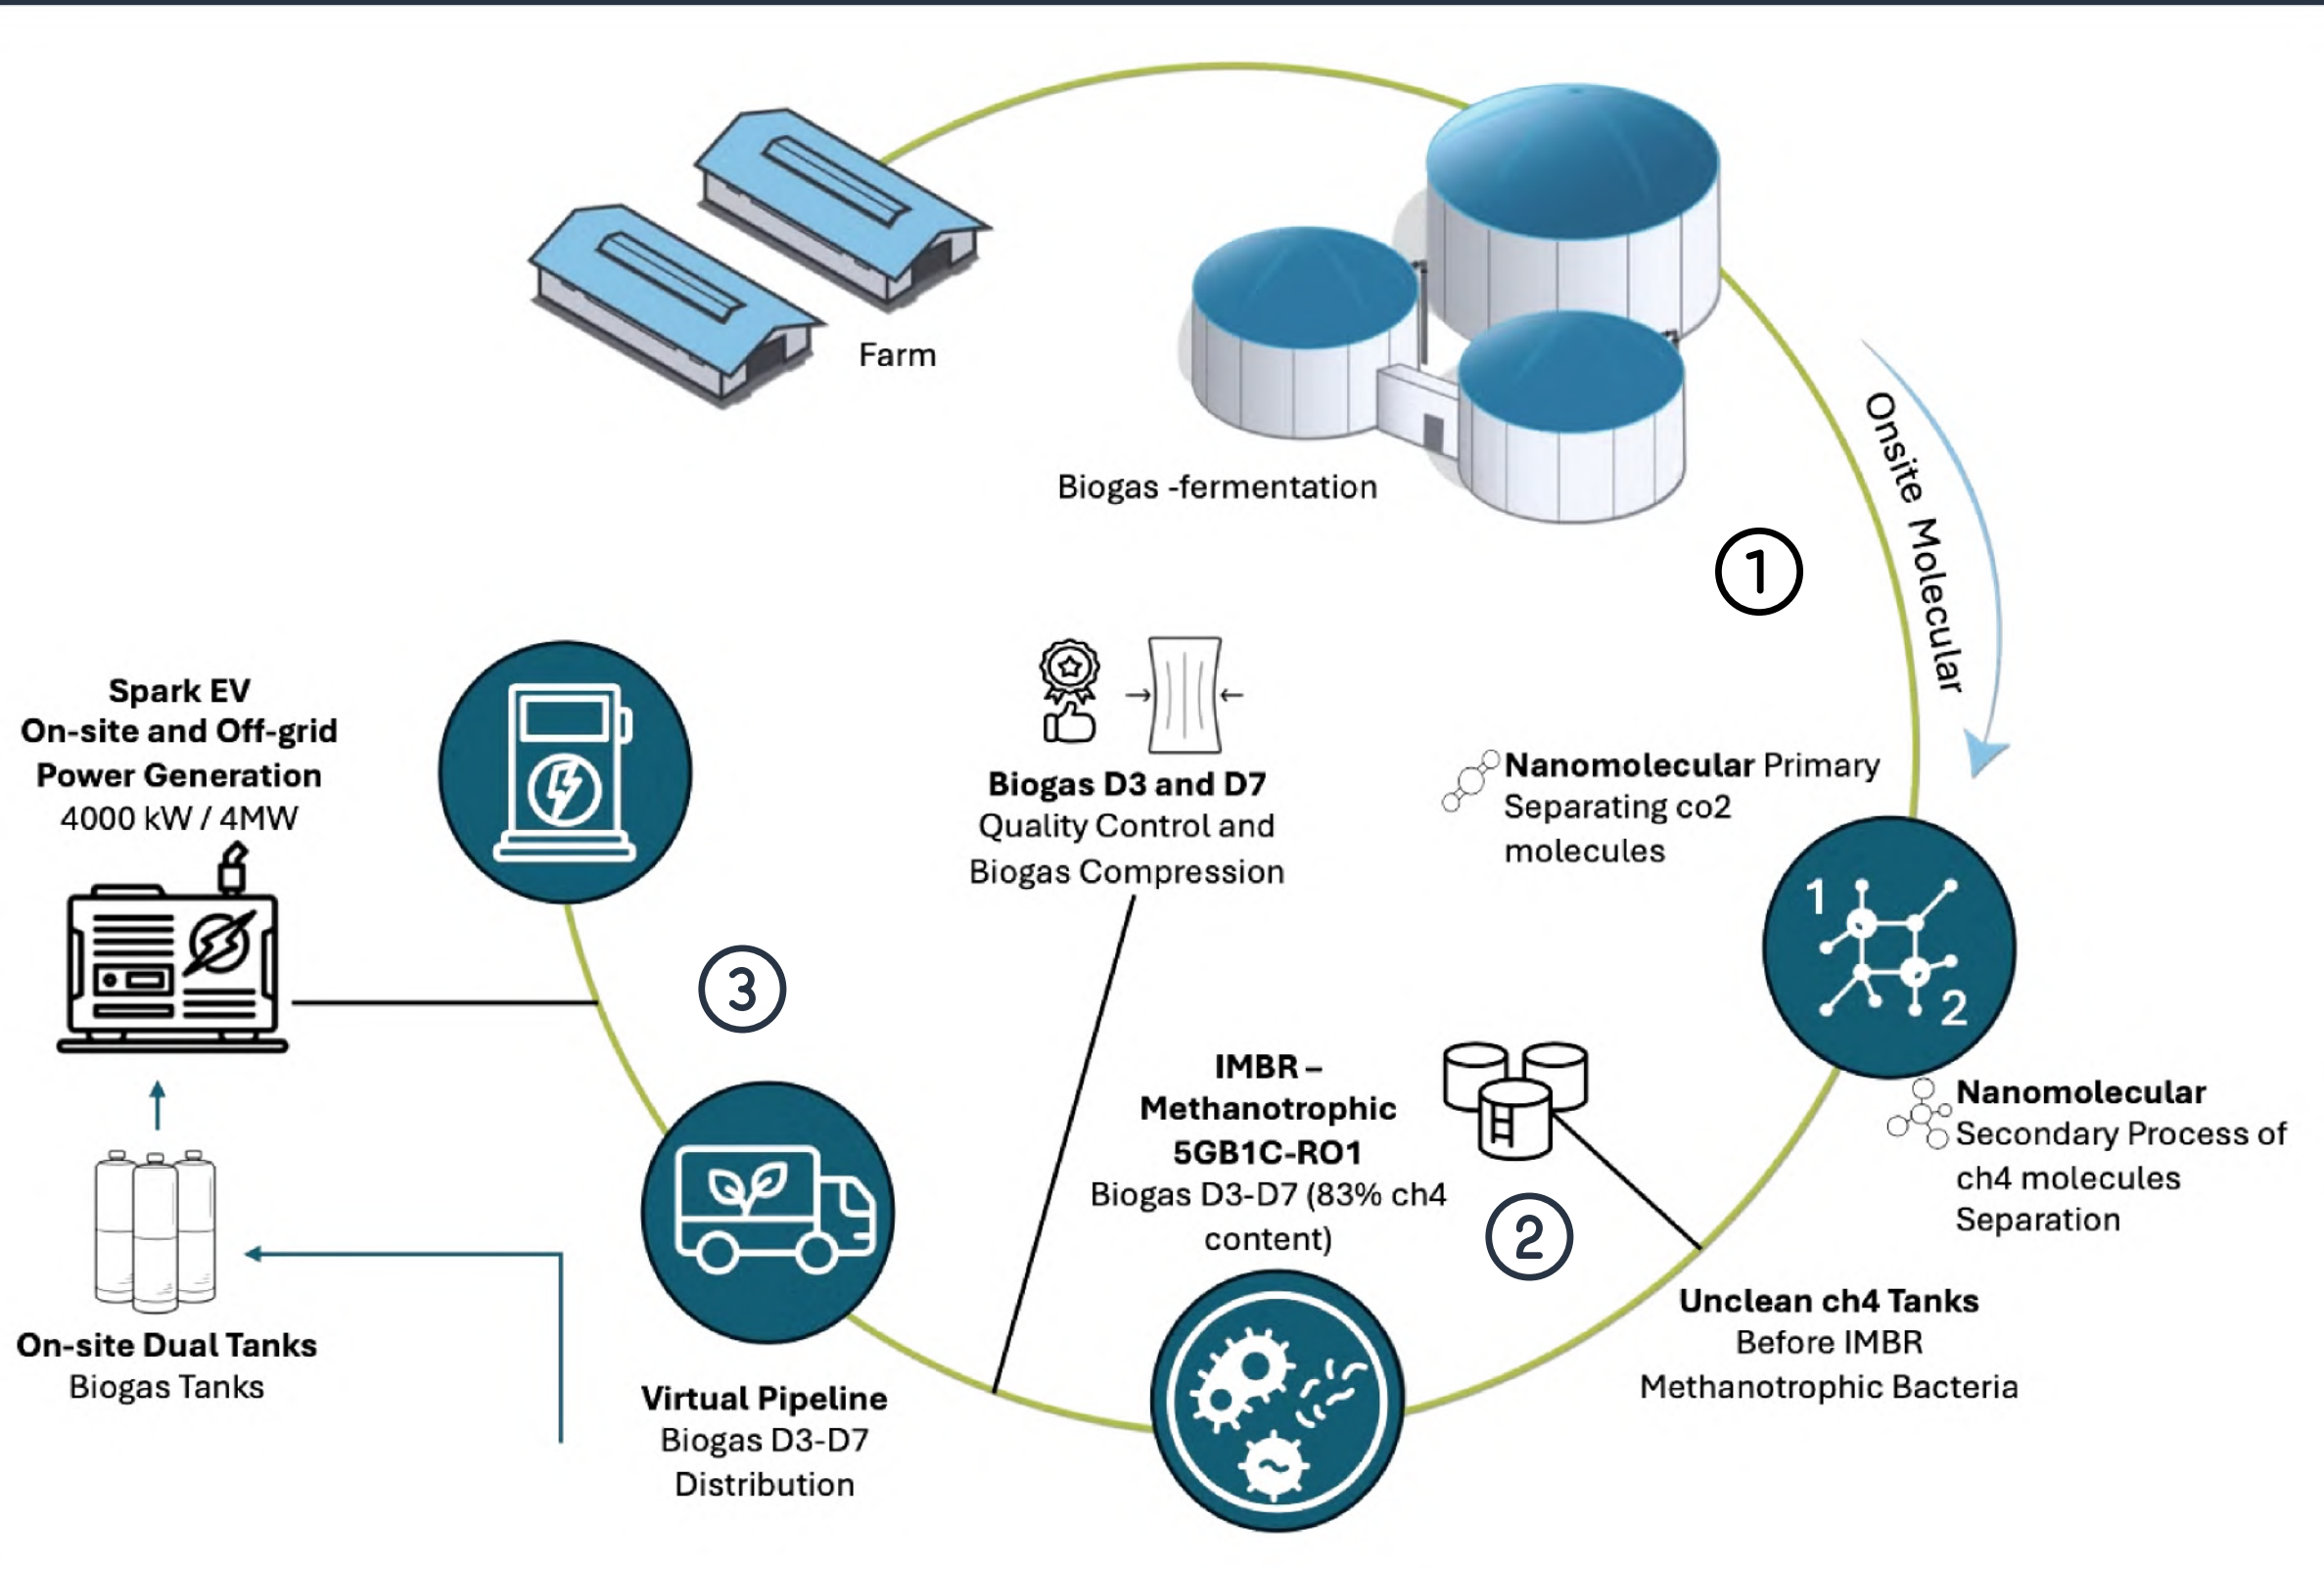 Farm
Biogas -fermentation
Onsite Molecular
1
Nanomolecular Primary
Separating co2
molecules
1
2
Nanomolecular
Secondary Process of
ch4 molecules
Separation
Unclean ch4 Tanks
Before IMBR
Methanotrophic Bacteria
2
IMBR –
Methanotrophic
5GB1C-RO1
Biogas D3-D7 (83% ch4
content)
Biogas D3 and D7
Quality Control and
Biogas Compression
Virtual Pipeline
Biogas D3-D7
Distribution
3
On-site Dual Tanks
Biogas Tanks
Spark EV
On-site and Off-grid
Power Generation
4000 kW / 4MW